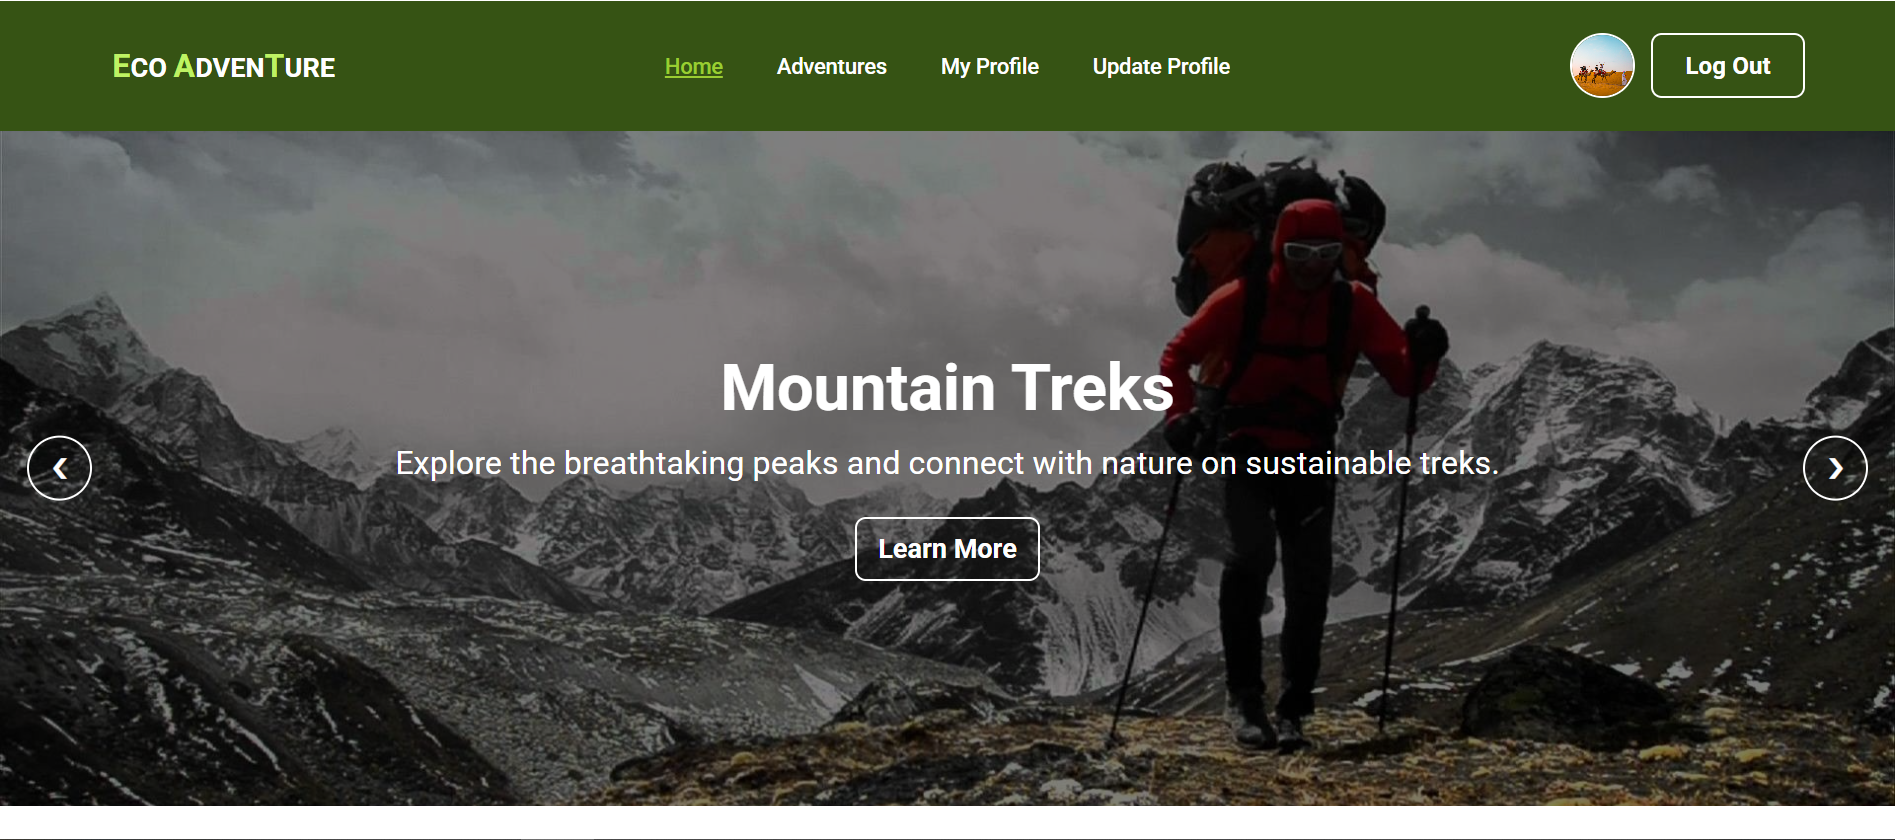 Eco AdvenTure
Home Adventures My Profile Update Profile
Log Out
Mountain Treks
Explore the breathtaking peaks and connect with nature on sustainable treks.
Learn More